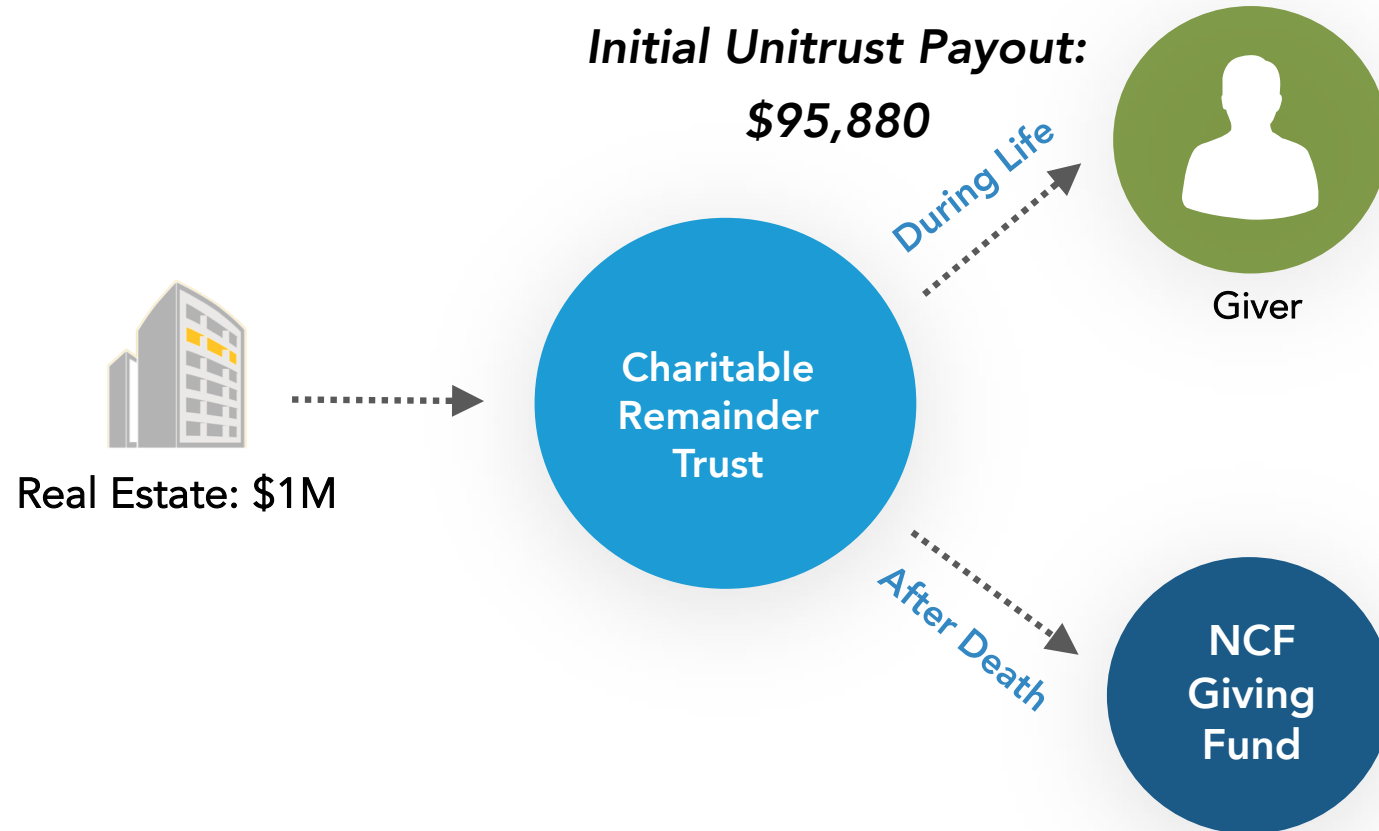 Initial Unitrust Payout:
$95,880
During Life
Giver
Real Estate: $1M
Charitable
Remainder
Trust
After Death
NCF
Giving
Fund